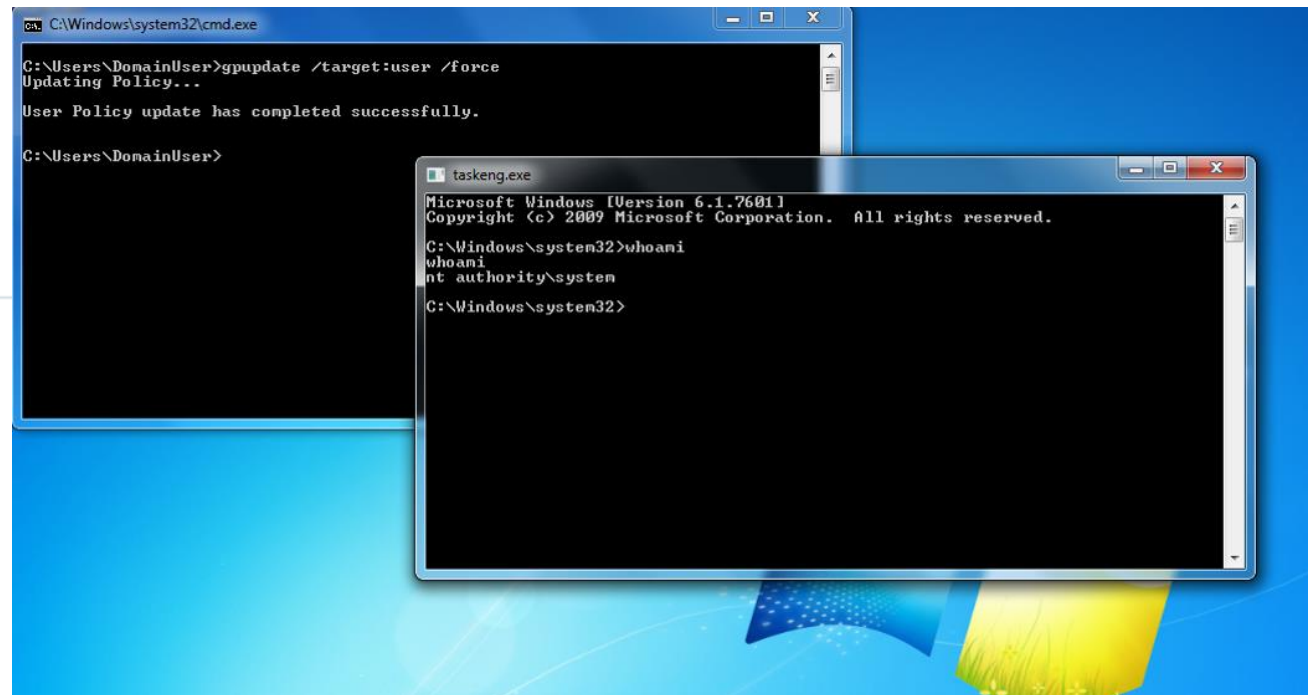 C:\Windows\system32\cmd.exe
C:\Users\DomainUser>gpupdate /target:user /force
Updating Policy...
User Policy update has completed successfully.
C:\Users\DomainUser>
taskeng.exe
Microsoft Windows [Version 6.1.7601]
Copyright (c) 2009 Microsoft Corporation.  All rights reserved.
C:\Windows\system32>whoami
whoami
nt authority\system
C:\Windows\system32>